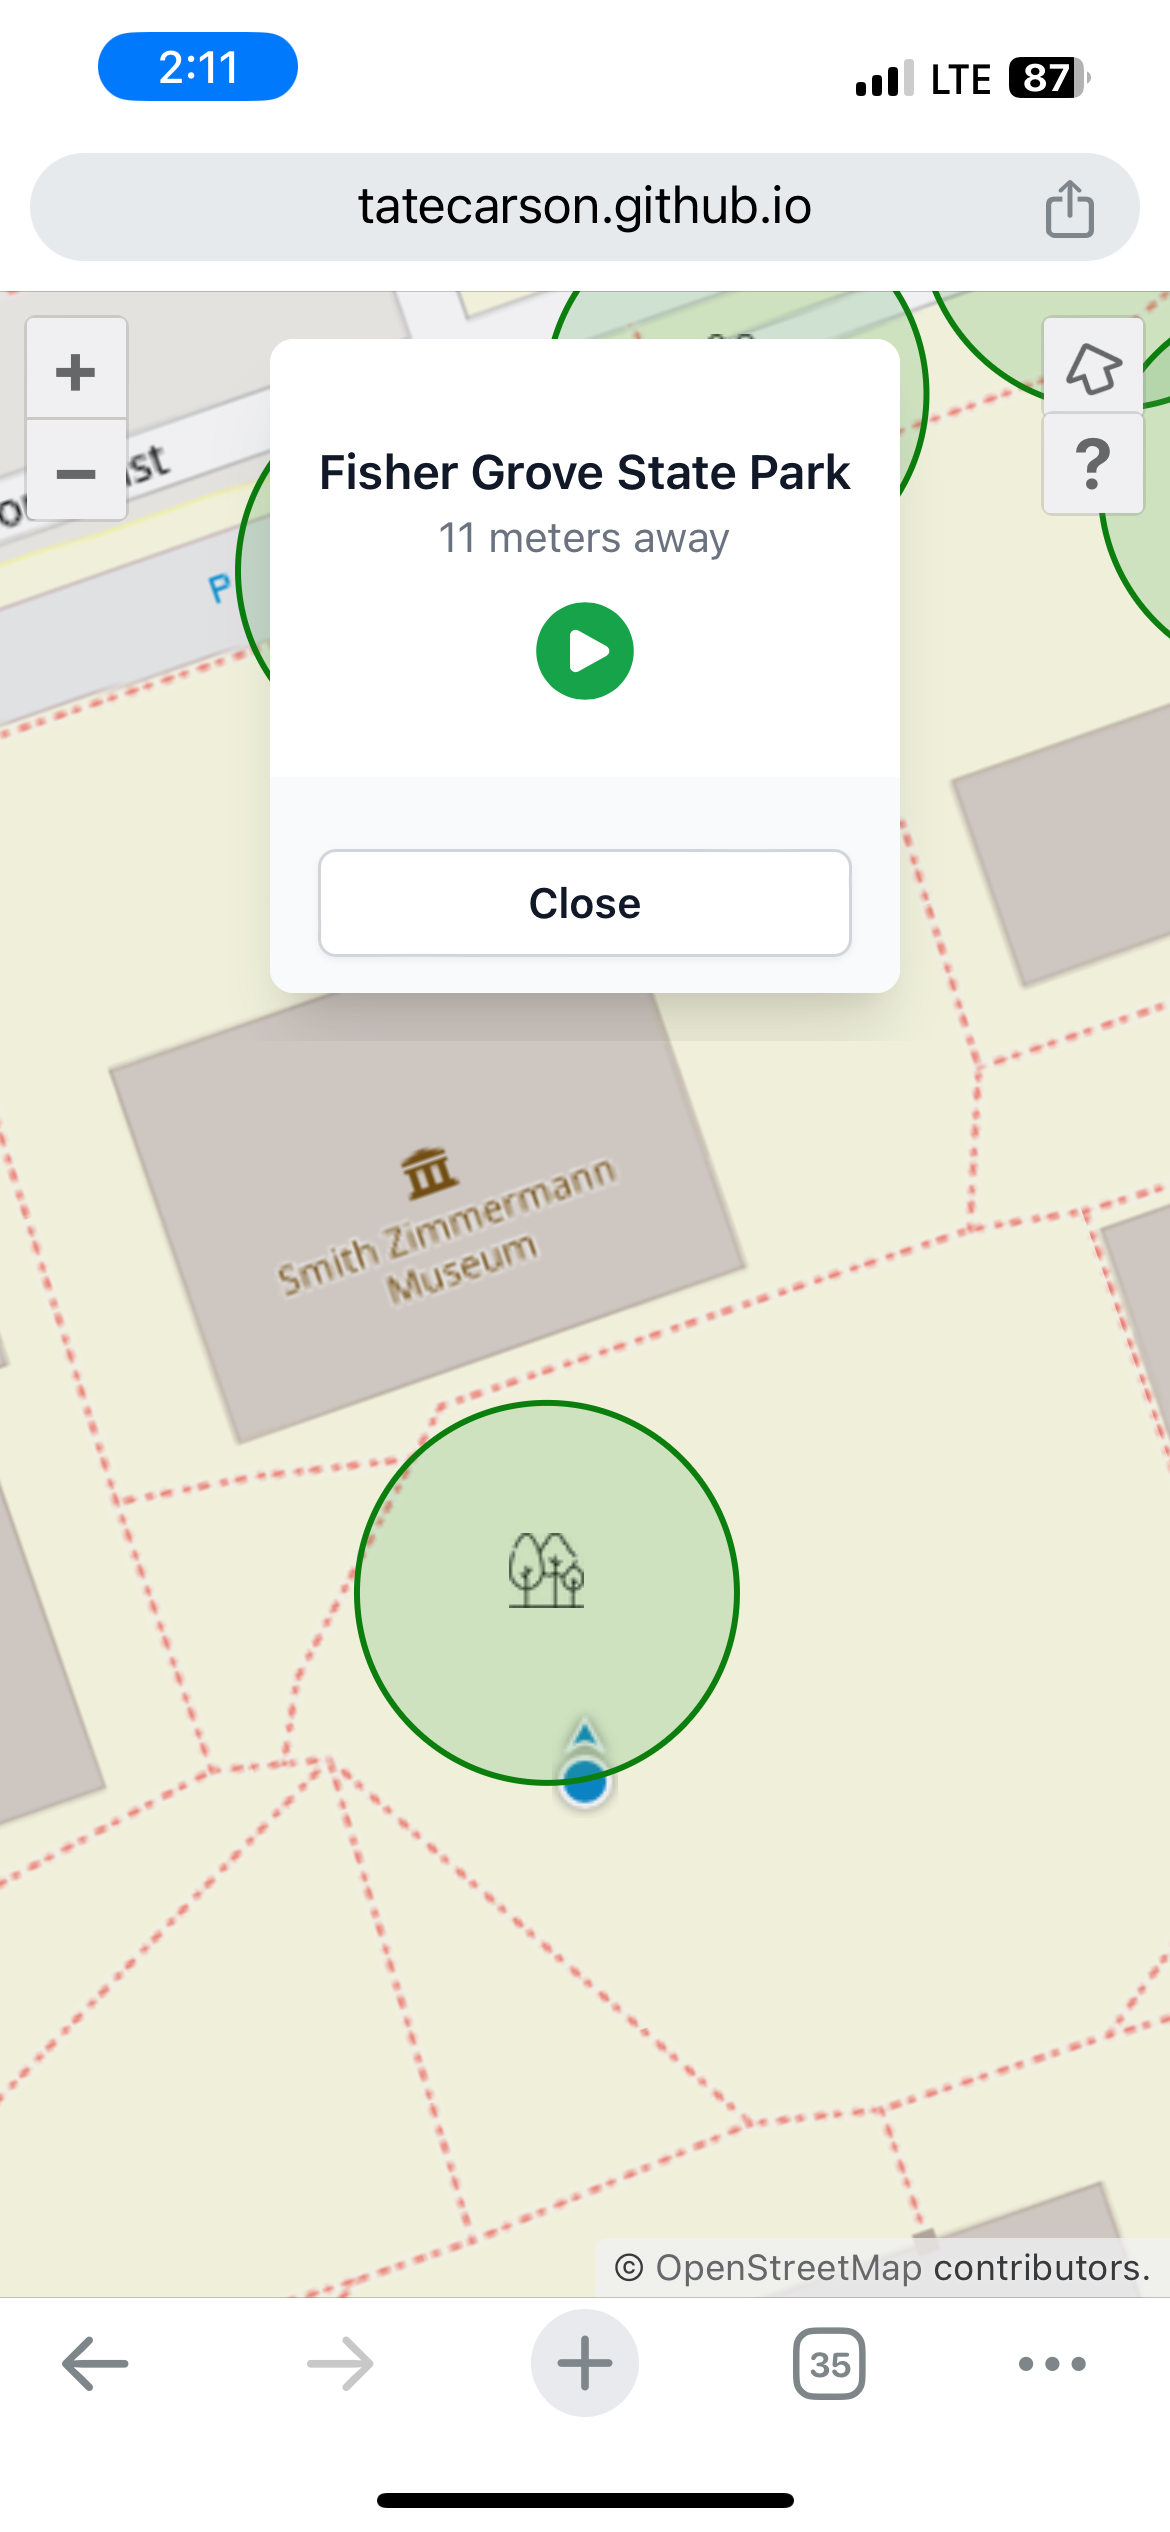 2:11
LTE 87
tatecarson.github.io
+
−
?
st
P
Fisher Grove State Park
11 meters away
Close
Smith Zimmermann
Museum
© OpenStreetMap contributors.
35